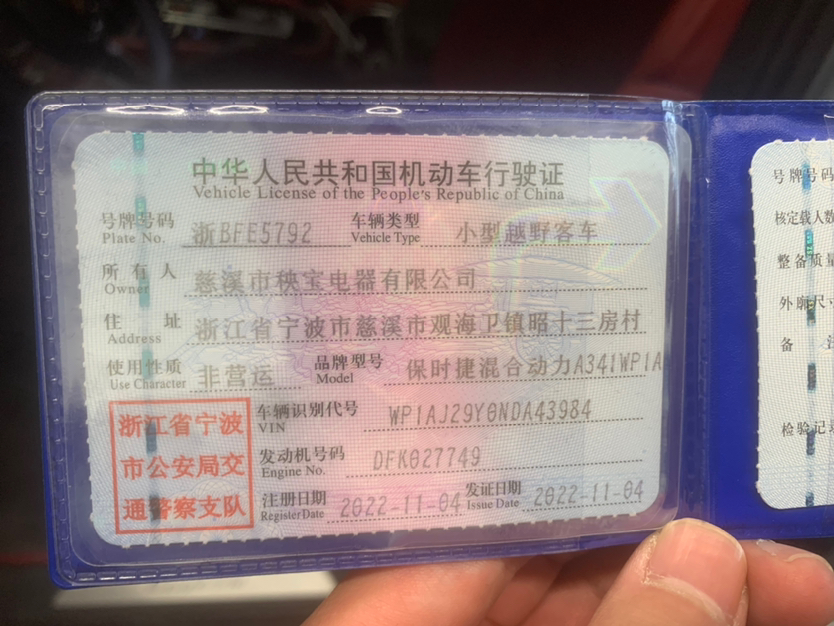 中华人民共和国机动车行驶证
Vehicle License of the People's Republic of China
号牌号码 浙BFE5792 车辆类型 小型越野客车
Plate No. Vehicle Type
所有人 慈溪市秧宝电器有限公司
Owner
住址 浙江省宁波市慈溪市观海卫镇昭十三房村
Address
使用性质 非营运 品牌型号 保时捷混合动力A341WP1A
Use Character Model
浙江省宁波
市公安局交
通警察支队
车辆识别代号 WP1AJ29Y0NDA43984
VIN
发动机号码 DFK027749
Engine No.
注册日期 2022-11-04 发证日期 2022-11-04
Register Date Issue Date
号牌号码
核定载人数
整备质量
外廓尺
备
检验记